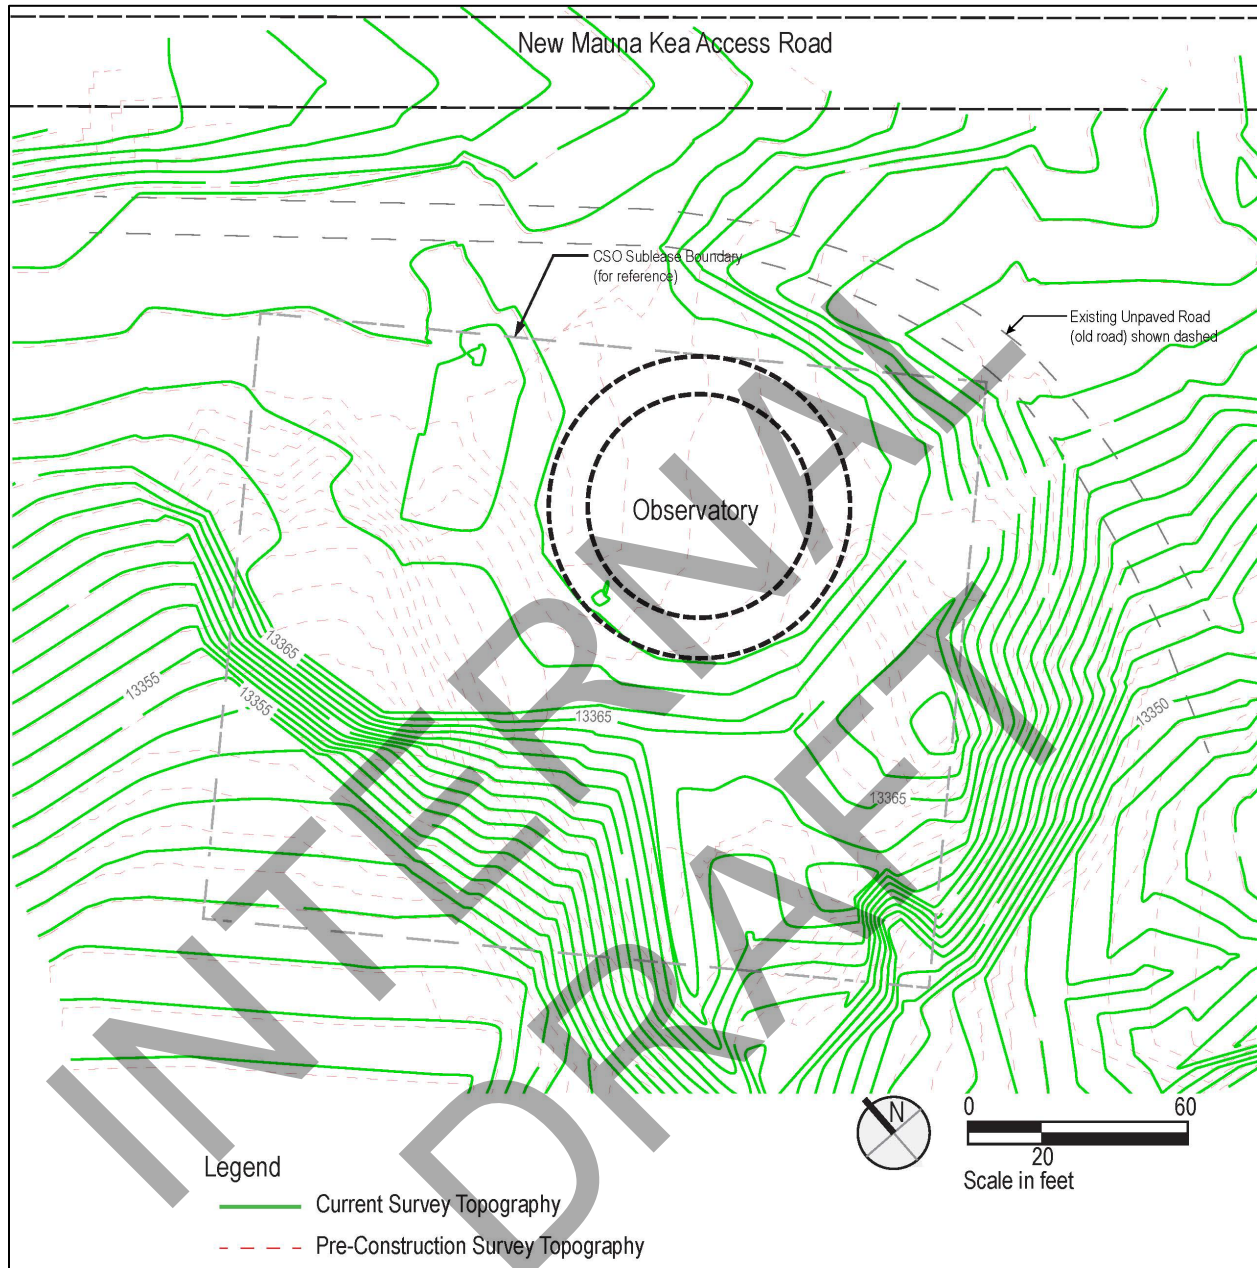 New Mauna Kea Access Road
CSO Sublease Boundary
(for reference)
Existing Unpaved Road
(old road) shown dashed
Observatory
13365
13355
13355
13365
13350
13365
INTERNAL
DRAFT
N
0 60
20
Scale in feet
Legend
Current Survey Topography
Pre-Construction Survey Topography